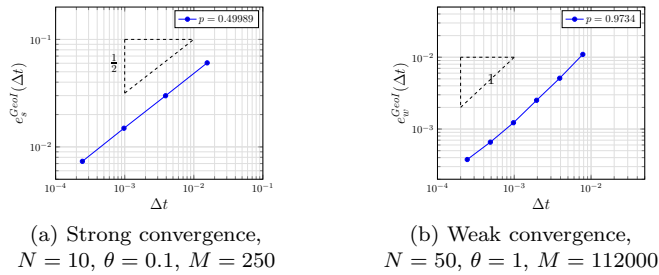 p = 0.49989
10⁻¹
10⁻²
1/2
e_s^{GeoI}(Δt)
10⁻⁴ 10⁻³ 10⁻² 10⁻¹
Δt
(a) Strong convergence,
N = 10, θ = 0.1, M = 250
p = 0.9734
10⁻²
10⁻³
1
e_w^{GeoI}(Δt)
10⁻⁴ 10⁻³ 10⁻²
Δt
(b) Weak convergence,
N = 50, θ = 1, M = 112000